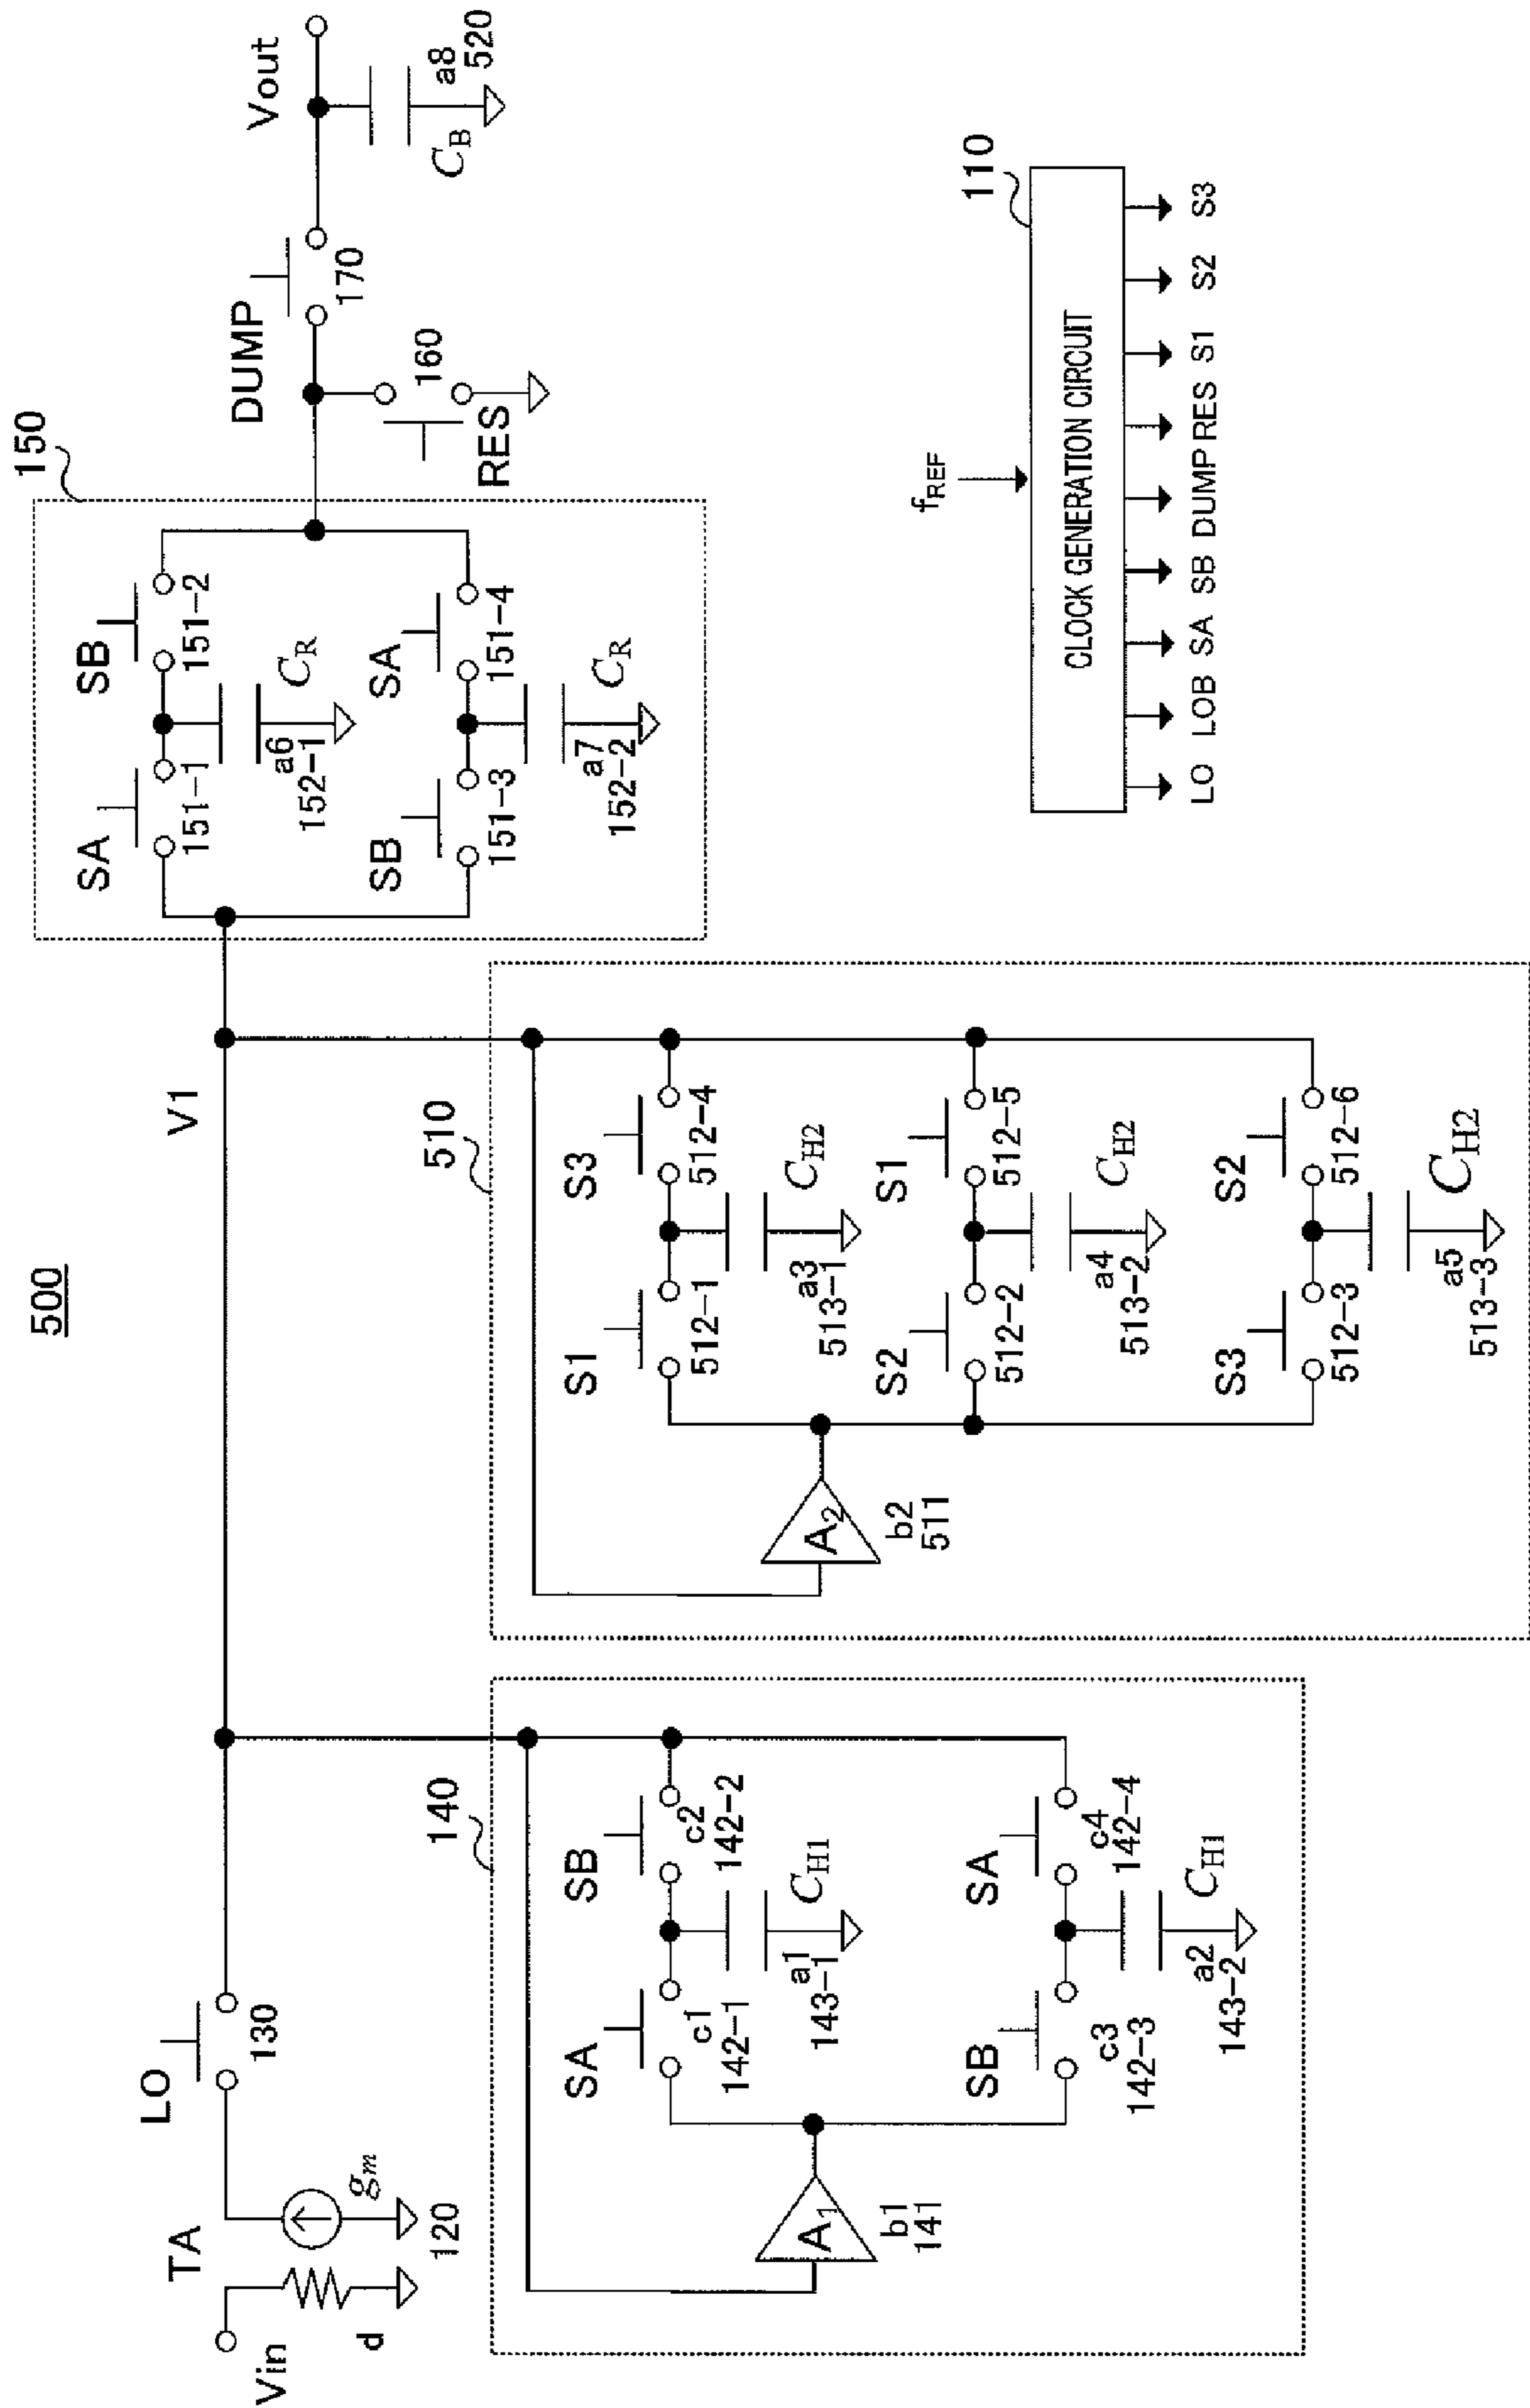 500
Vin
d
TA
gm
120
LO
130
V1
140
A1
b1
141
SA
c1
142-1
SB
c2
142-2
CH1
a1
143-1
SB
c3
142-3
SA
c4
142-4
CH1
a2
143-2
510
A2
b2
511
S1
512-1
S3
512-4
CH2
a3
513-1
S2
512-2
S1
512-5
CH2
a4
513-2
S3
512-3
S2
512-6
CH2
a5
513-3
150
SA
151-1
SB
151-2
CR
a6
152-1
SB
151-3
SA
151-4
CR
a7
152-2
DUMP
170
160
RES
Vout
CB
a8
520
fREF
110
CLOCK GENERATION CIRCUIT
LO LOB SA SB DUMP RES S1 S2 S3